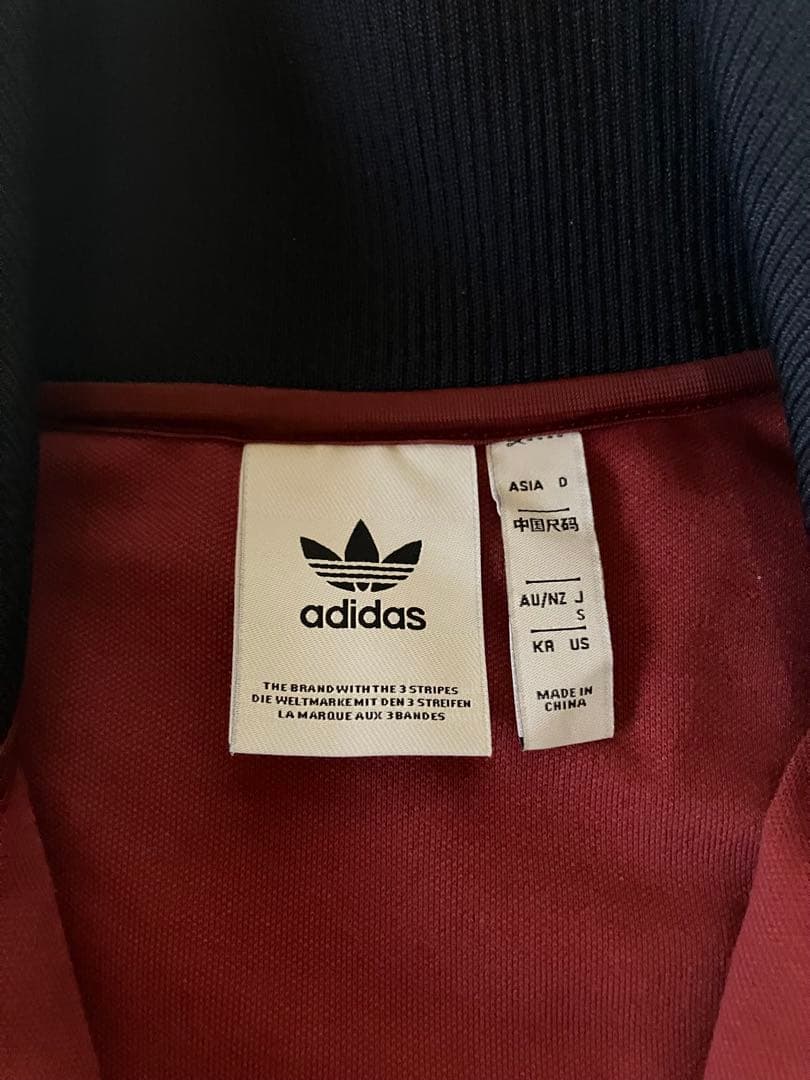 adidas
THE BRAND WITH THE 3 STRIPES
DIE WELTMARKE MIT DEN 3 STREIFEN
LA MARQUE AUX 3 BANDES
ASIA D
中国尺码
AU/NZ J
S
KR US
MADE IN
CHINA